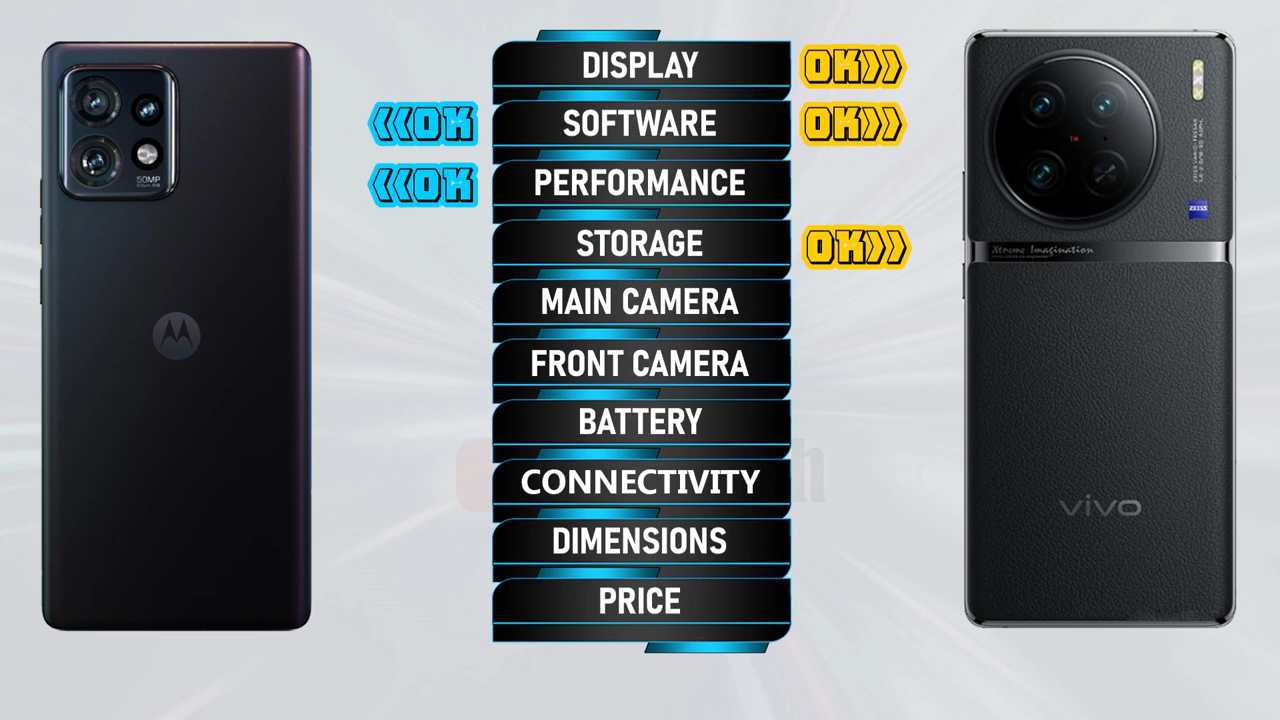 DISPLAY OK
OK SOFTWARE OK
OK PERFORMANCE
STORAGE OK
MAIN CAMERA
FRONT CAMERA
BATTERY
CONNECTIVITY
DIMENSIONS
PRICE
50MP
ZEISS
Xtreme Imagination
vivo